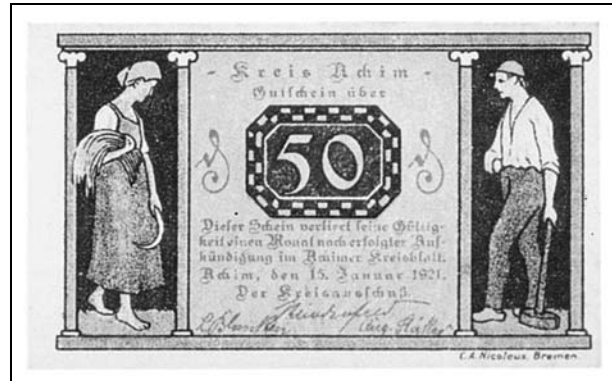 - Kreis Achim -
Gutschein über
50
Dieser Schein verliert seine Gültig-
keit einen Monat nach erfolgter Auf-
kündigung im Achimer Kreisblatt.
Achim, den 15. Januar 1921.
Der Kreisausschuß.
C. A. Nicolaus, Bremen.